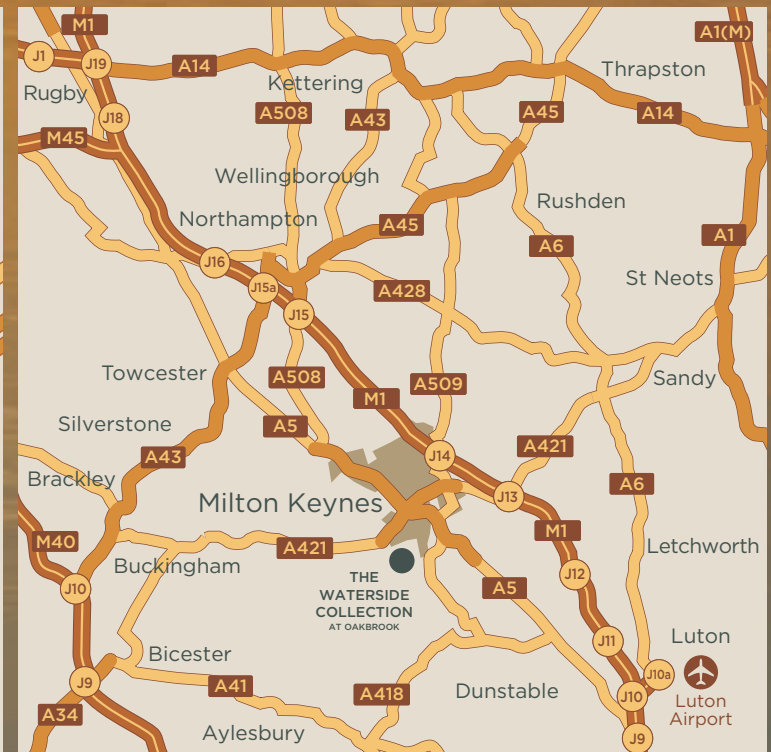 M1
A1(M)
J1
J19
A14
Thrapston
Kettering
Rugby
A508
A43
A45
A14
J18
M45
Wellingborough
Rushden
Northampton
A45
A1
A6
J16
St Neots
J15a
A428
J15
Towcester
A508
A509
Sandy
M1
Silverstone
A5
A421
A43
J14
Brackley
A6
J13
Milton Keynes
M1
M40
A421
Letchworth
Buckingham
J12
THE
WATERSIDE
COLLECTION
AT OAKBROOK
J10
A5
Luton
J11
Bicester
J10a
J9
A41
A418
Dunstable
J10
Luton
Airport
A34
Aylesbury
J9